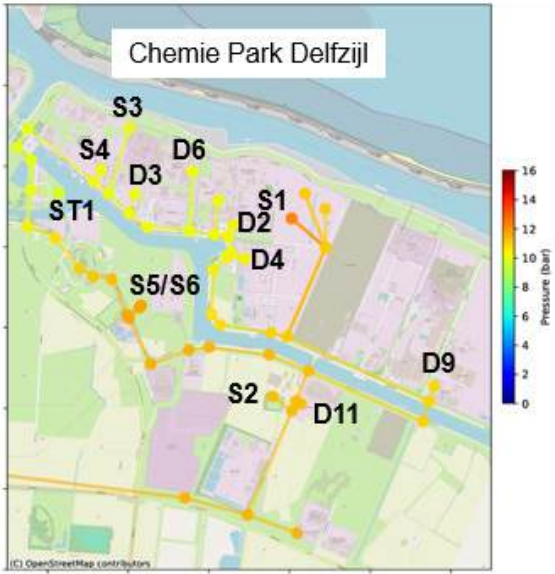 Chemie Park Delfzijl
S3
S4
D6
D3
S1
ST1
D2
D4
S5/S6
D9
S2
D11
16
14
12
10
8
6
4
2
0
Pressure (bar)
(C) OpenStreetMap contributors